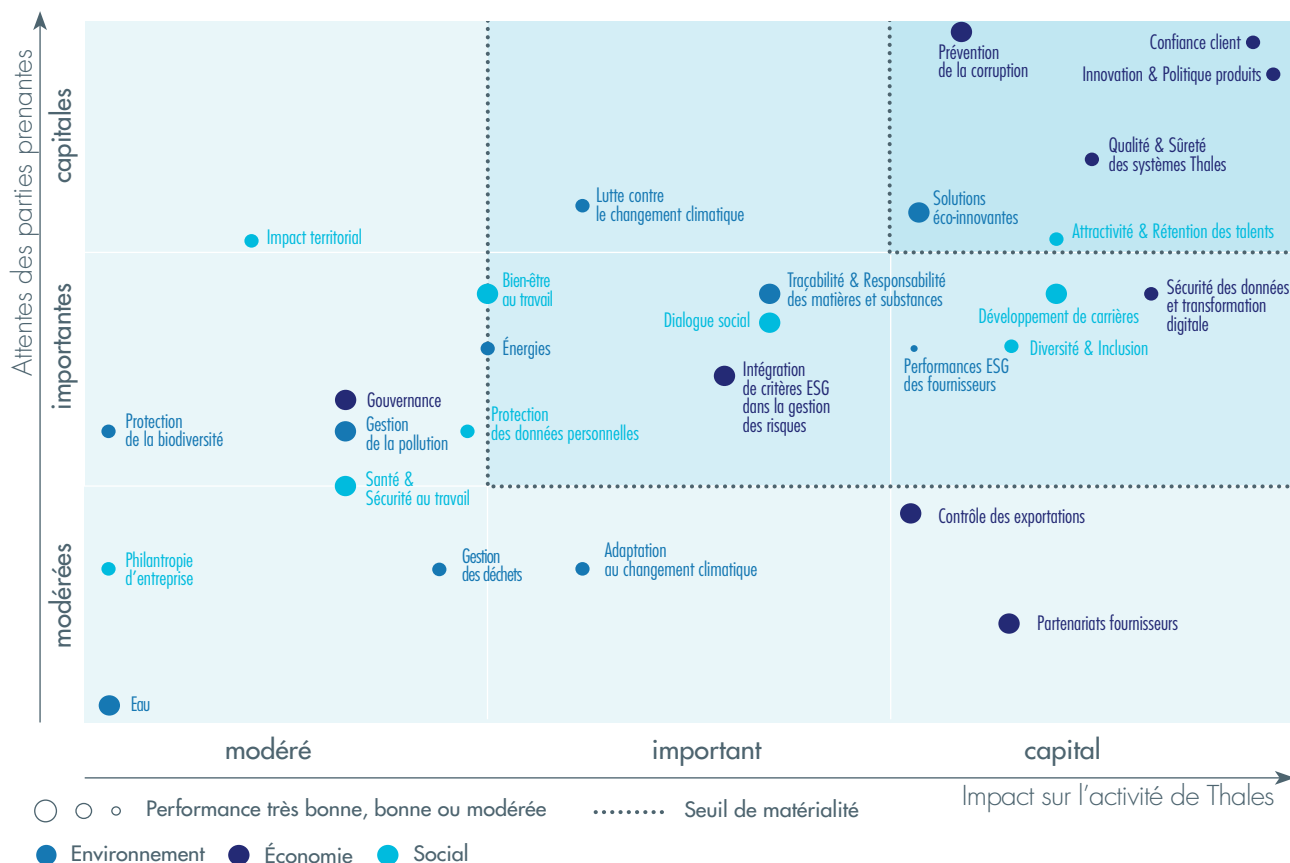 Attentes des parties prenantes
capitales
importantes
modérées
Prévention
de la corruption
Confiance client
Innovation & Politique produits
Qualité & Sûreté
des systèmes Thales
Lutte contre
le changement climatique
Solutions
éco-innovantes
Impact territorial
Attractivité & Rétention des talents
Bien-être
au travail
Traçabilité & Responsabilité
des matières et substances
Sécurité des données
et transformation
digitale
Dialogue social
Développement de carrières
Énergies
Performances ESG
des fournisseurs
Diversité & Inclusion
Intégration
de critères ESG
dans la gestion
des risques
Gouvernance
Protection
de la biodiversité
Gestion
de la pollution
Protection
des données personnelles
Santé &
Sécurité au travail
Contrôle des exportations
Philantropie
d’entreprise
Gestion
des déchets
Adaptation
au changement climatique
Partenariats fournisseurs
Eau
modéré
important
capital
Impact sur l’activité de Thales
Performance très bonne, bonne ou modérée
Seuil de matérialité
Environnement
Économie
Social